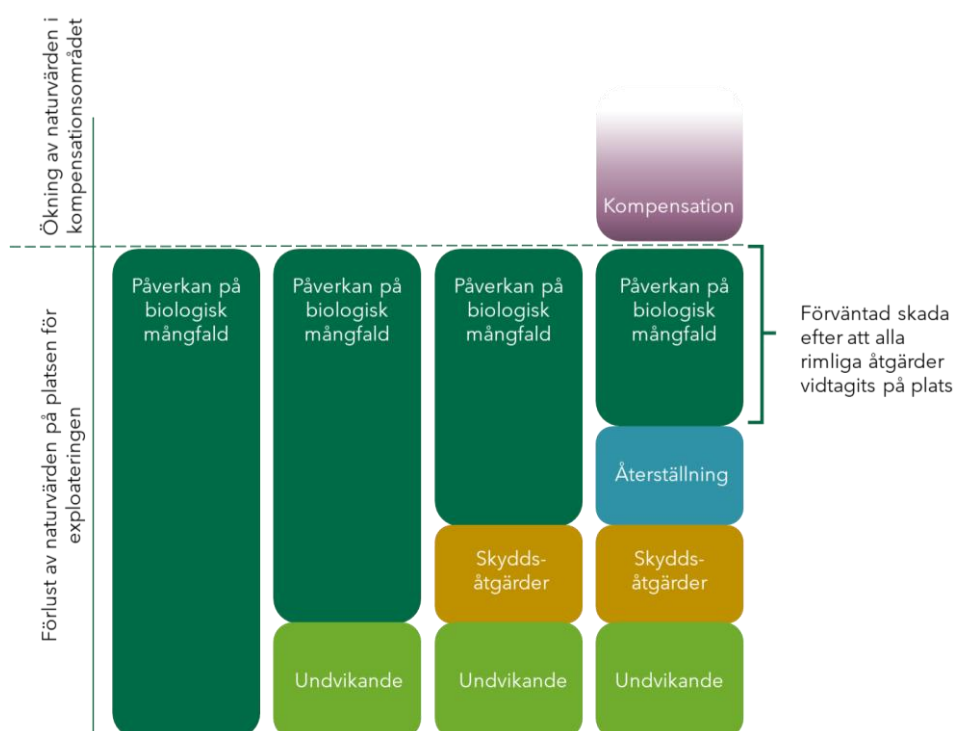 Ökning av naturvärden i
kompensationsområdet
Kompensation
Förlust av naturvärden på platsen för
exploateringen
Påverkan på
biologisk
mångfald
Påverkan på
biologisk
mångfald
Påverkan på
biologisk
mångfald
Påverkan på
biologisk
mångfald
Förväntad skada
efter att alla
rimliga åtgärder
vidtagits på plats
Återställning
Skydds-
åtgärder
Skydds-
åtgärder
Undvikande
Undvikande
Undvikande